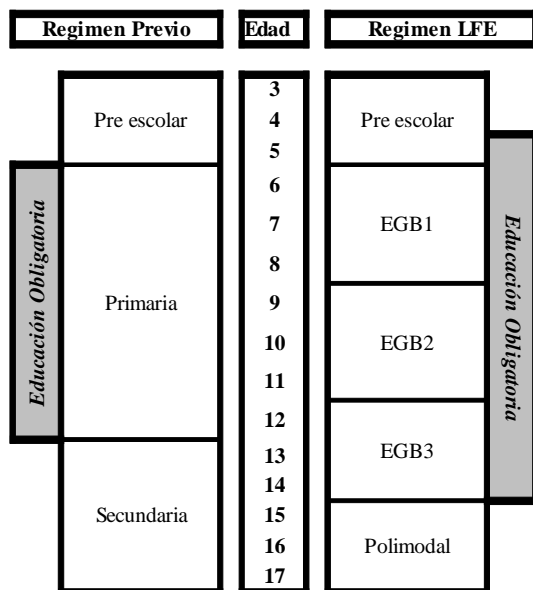 Regimen Previo
Edad
Regimen LFE
Educación Obligatoria
Pre escolar
Primaria
Secundaria
3
4
5
6
7
8
9
10
11
12
13
14
15
16
17
Pre escolar
EGB1
EGB2
EGB3
Polimodal
Educación Obligatoria